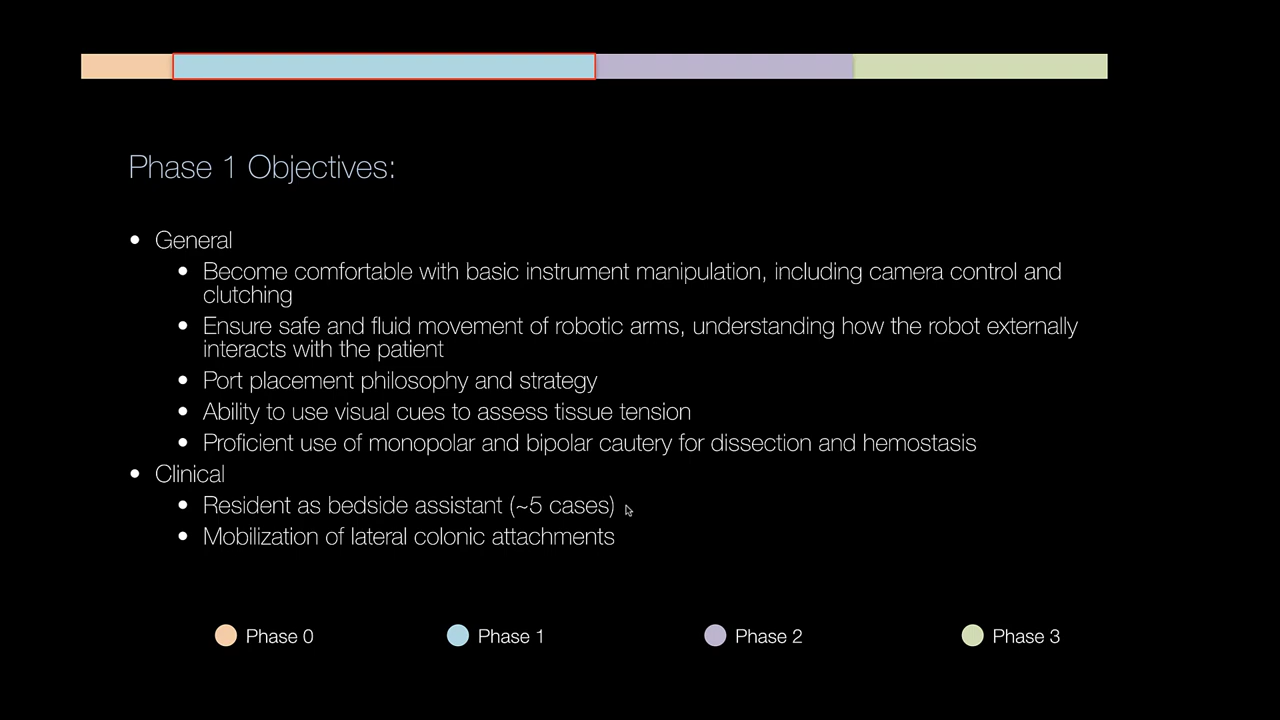 Phase 1 Objectives:
• General
• Become comfortable with basic instrument manipulation, including camera control and
clutching
• Ensure safe and fluid movement of robotic arms, understanding how the robot externally
interacts with the patient
• Port placement philosophy and strategy
• Ability to use visual cues to assess tissue tension
• Proficient use of monopolar and bipolar cautery for dissection and hemostasis
• Clinical
• Resident as bedside assistant (~5 cases)
• Mobilization of lateral colonic attachments
Phase 0 Phase 1 Phase 2 Phase 3